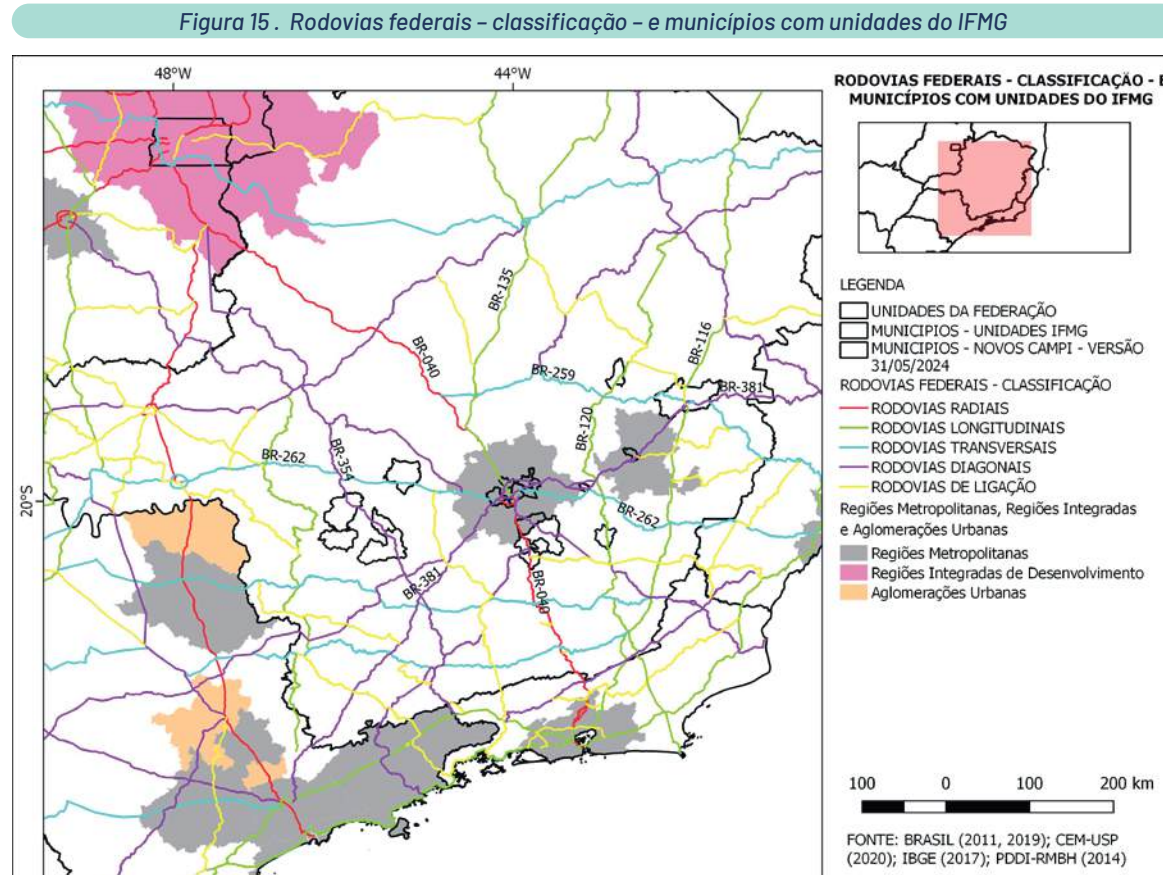 Figura 15 . Rodovias federais – classificação – e municípios com unidades do IFMG
48°W
44°W
20°S
BR-135
BR-040
BR-259
BR-116
BR-381
BR-120
BR-262
BR-354
BR-262
BR-381
BR-040
RODOVIAS FEDERAIS - CLASSIFICAÇÃO - E
MUNICÍPIOS COM UNIDADES DO IFMG
LEGENDA
UNIDADES DA FEDERAÇÃO
MUNICIPIOS - UNIDADES IFMG
MUNICIPIOS - NOVOS CAMPI - VERSÃO
31/05/2024
RODOVIAS FEDERAIS - CLASSIFICAÇÃO
RODOVIAS RADIAIS
RODOVIAS LONGITUDINAIS
RODOVIAS TRANSVERSAIS
RODOVIAS DIAGONAIS
RODOVIAS DE LIGAÇÃO
Regiões Metropolitanas, Regiões Integradas
e Aglomerações Urbanas
Regiões Metropolitanas
Regiões Integradas de Desenvolvimento
Aglomerações Urbanas
100 0 100 200 km
FONTE: BRASIL (2011, 2019); CEM-USP
(2020); IBGE (2017); PDDI-RMBH (2014)